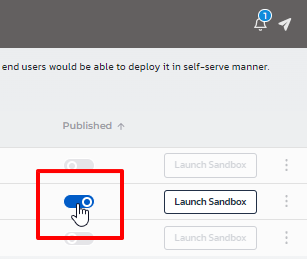 1
end users would be able to deploy it in self-serve manner.
Published ↑
Launch Sandbox
Launch Sandbox
Launch Sandbox